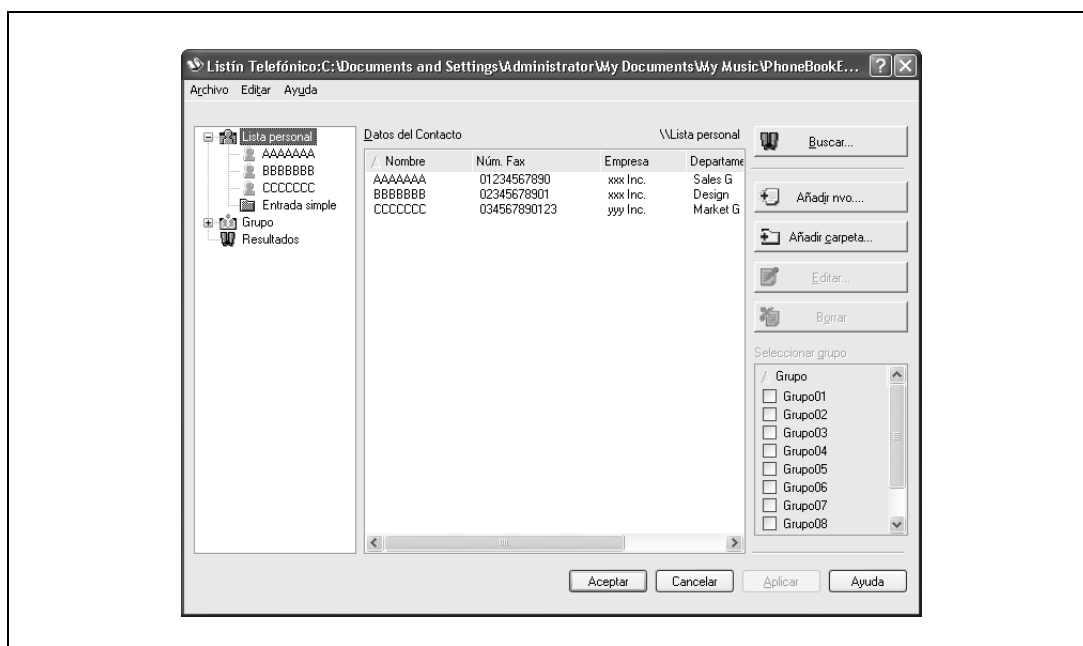 Listín Telefónico:C:\Documents and Settings\Administrator\My Documents\My Music\PhoneBookE...
Archivo Editar Ayuda
Lista personal
AAAAAAA
BBBBBBB
CCCCCCC
Entrada simple
Grupo
Resultados
Datos del Contacto \\Lista personal
Nombre Núm. Fax Empresa Departame
AAAAAAA 01234567890 xxx Inc. Sales G
BBBBBBB 02345678901 xxx Inc. Design
CCCCCCC 034567890123 yyy Inc. Market G
Buscar...
Añadir nvo....
Añadir carpeta...
Editar...
Borrar
Seleccionar grupo
Grupo
Grupo01
Grupo02
Grupo03
Grupo04
Grupo05
Grupo06
Grupo07
Grupo08
Aceptar Cancelar Aplicar Ayuda